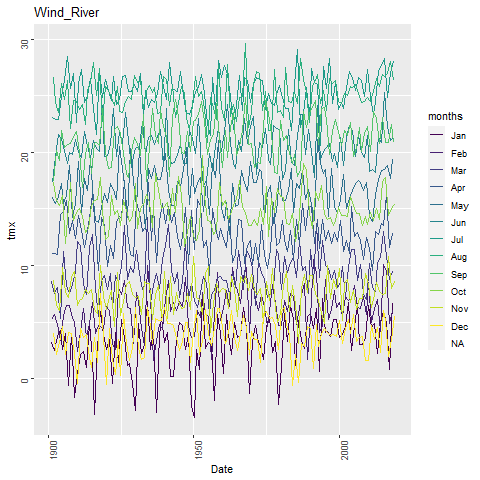 Wind_River
30
20
10
0
tmx
1900
1950
2000
Date
months
Jan
Feb
Mar
Apr
May
Jun
Jul
Aug
Sep
Oct
Nov
Dec
NA